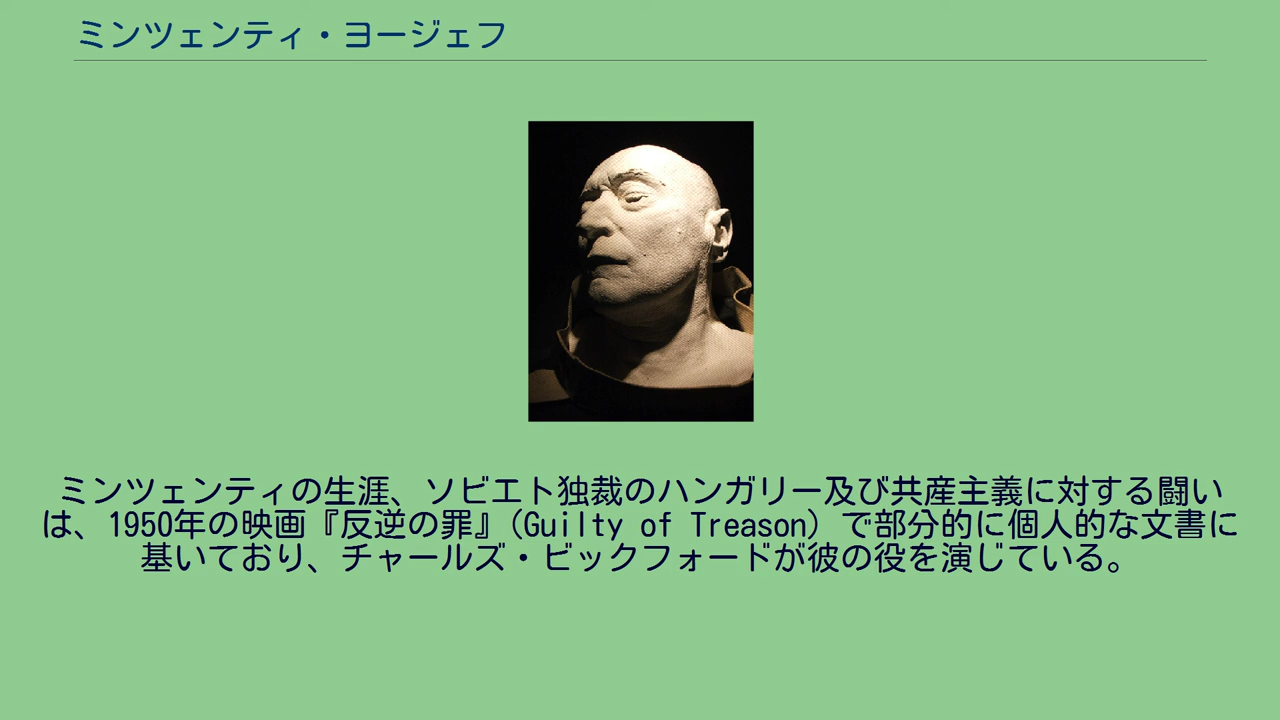 ミンツェンティ・ヨージェフ
ミンツェンティの生涯、ソビエト独裁のハンガリー及び共産主義に対する闘い
は、1950年の映画『反逆の罪』(Guilty of Treason) で部分的に個人的な文書に
基いており、チャールズ・ビックフォードが彼の役を演じている。